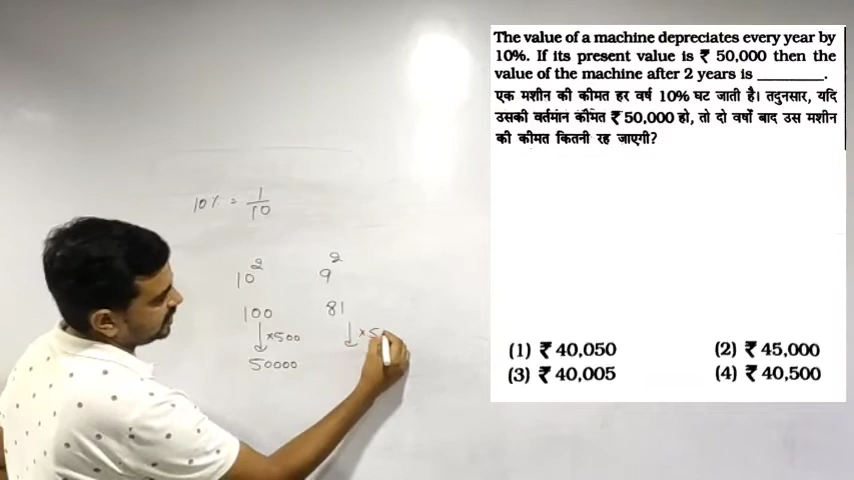 The value of a machine depreciates every year by
10%. If its present value is ₹ 50,000 then the
value of the machine after 2 years is ________.
एक मशीन की कीमत हर वर्ष 10% घट जाती है। तदनुसार, यदि
उसकी वर्तमान कीमत ₹ 50,000 हो, तो दो वर्षों बाद उस मशीन
की कीमत कितनी रह जाएगी?
(1) ₹ 40,050 (2) ₹ 45,000
(3) ₹ 40,005 (4) ₹ 40,500
10% = 1/10
10² 9²
100 81
×500 ×5
50000